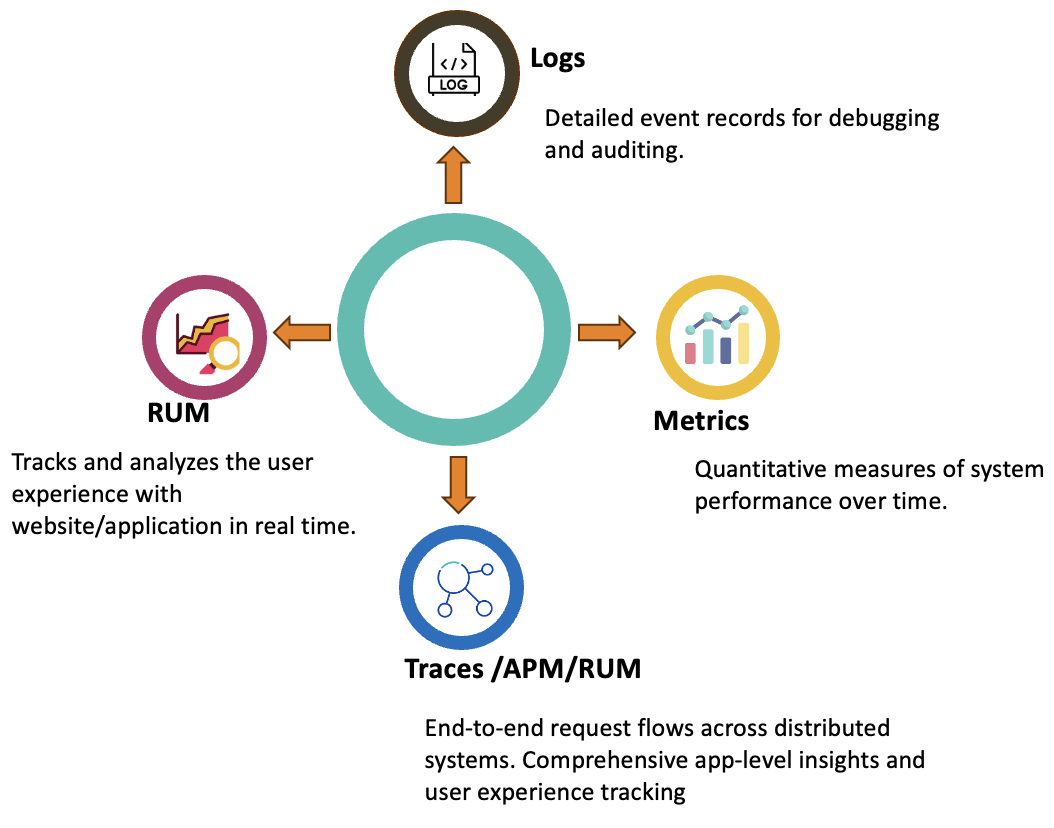 LOG
Logs
Detailed event records for debugging
and auditing.
RUM
Tracks and analyzes the user
experience with
website/application in real time.
Metrics
Quantitative measures of system
performance over time.
Traces /APM/RUM
End-to-end request flows across distributed
systems. Comprehensive app-level insights and
user experience tracking